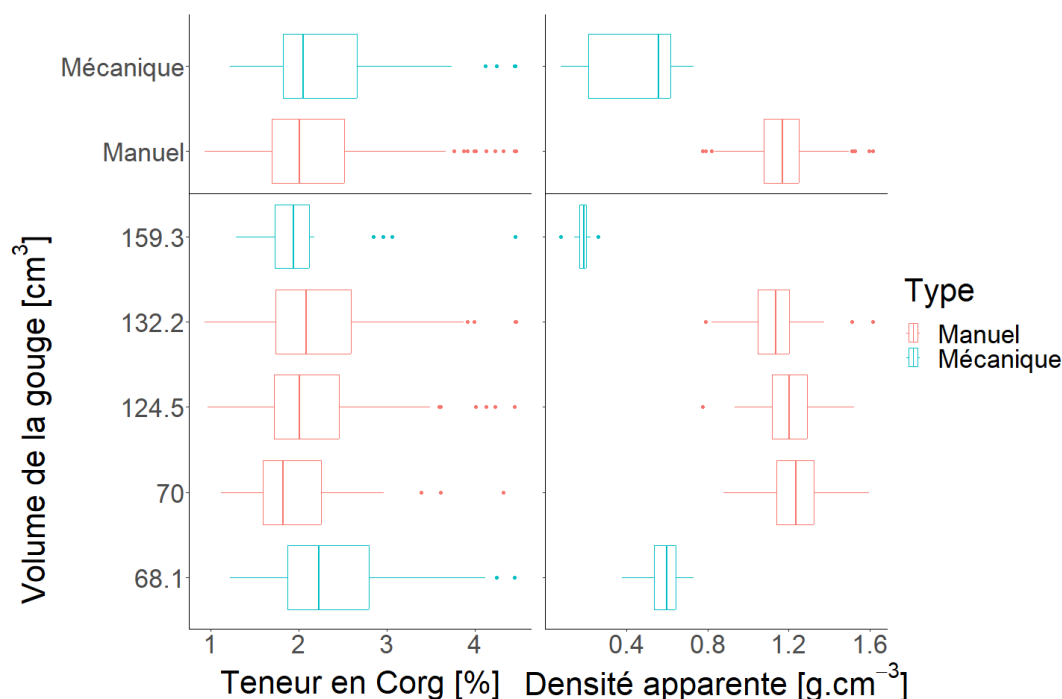 Mécanique
Manuel
159.3
132.2
124.5
70
68.1
Volume de la gouge [cm³]
1 2 3 4
0.4 0.8 1.2 1.6
Teneur en Corg [%]
Densité apparente [g.cm⁻³]
Type
Manuel
Mécanique